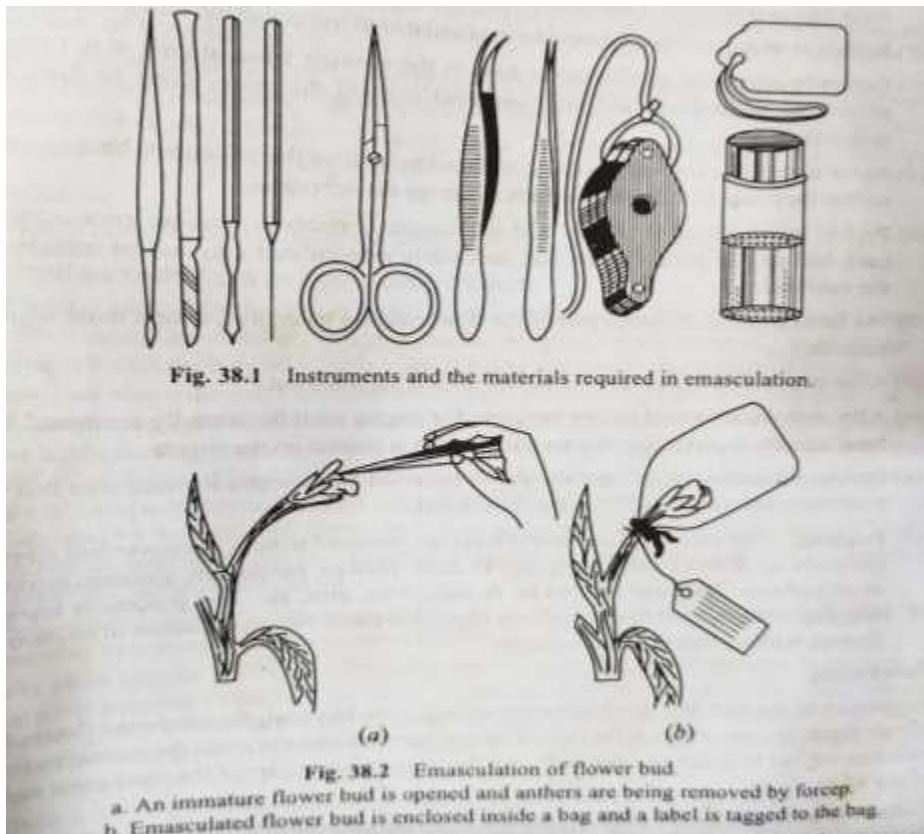 Fig. 38.1 Instruments and the materials required in emasculation.
(a)
(b)
Fig. 38.2 Emasculation of flower bud.
a. An immature flower bud is opened and anthers are being removed by forcep.
b. Emasculated flower bud is enclosed inside a bag and a label is tagged to the bag.